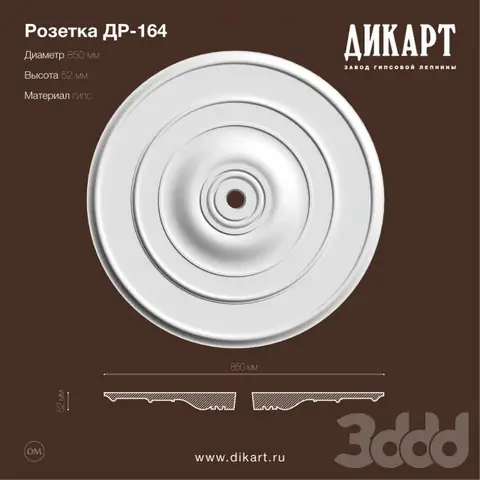 Розетка ДР-164
Диаметр 850 мм
Высота 52 мм
Материал гипс
ДИКАРТ
ЗАВОД ГИПСОВОЙ ЛЕПНИНЫ
850 мм
52 мм
DM
www.dikart.ru
3ddd